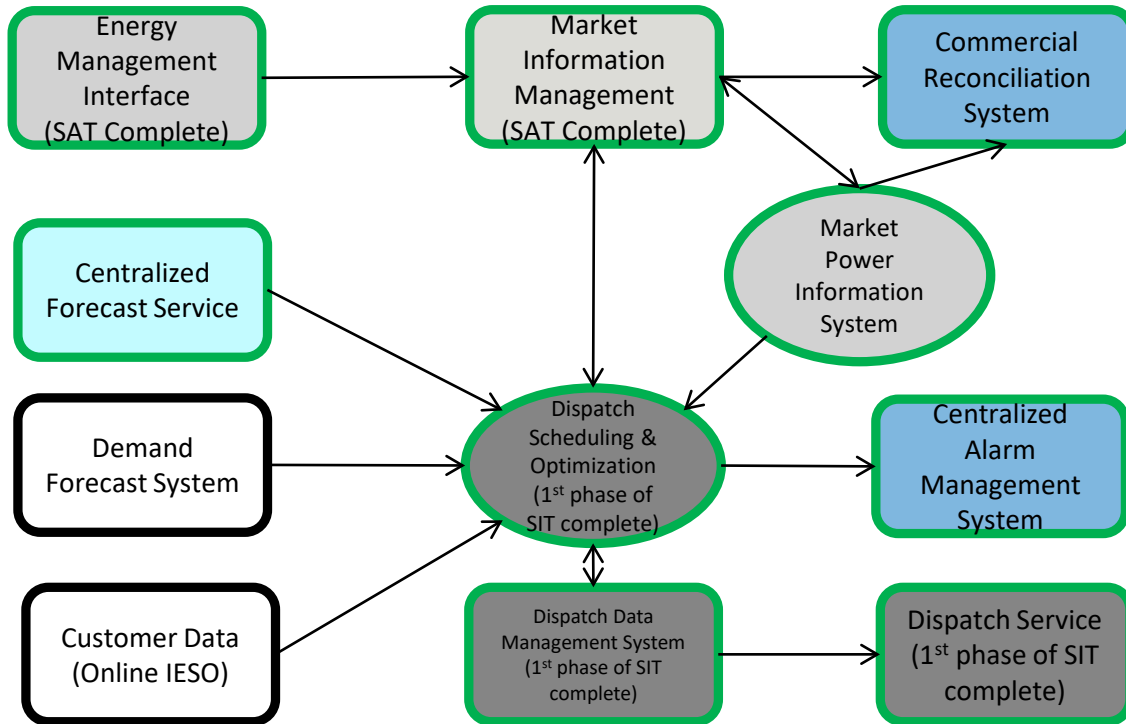 Energy
Management
Interface
(SAT Complete)
Market
Information
Management
(SAT Complete)
Commercial
Reconciliation
System
Centralized
Forecast Service
Market
Power
Information
System
Demand
Forecast System
Dispatch
Scheduling &
Optimization
(1st phase of
SIT complete)
Centralized
Alarm
Management
System
Customer Data
(Online IESO)
Dispatch Data
Management System
(1st phase of SIT
complete)
Dispatch Service
(1st phase of SIT
complete)